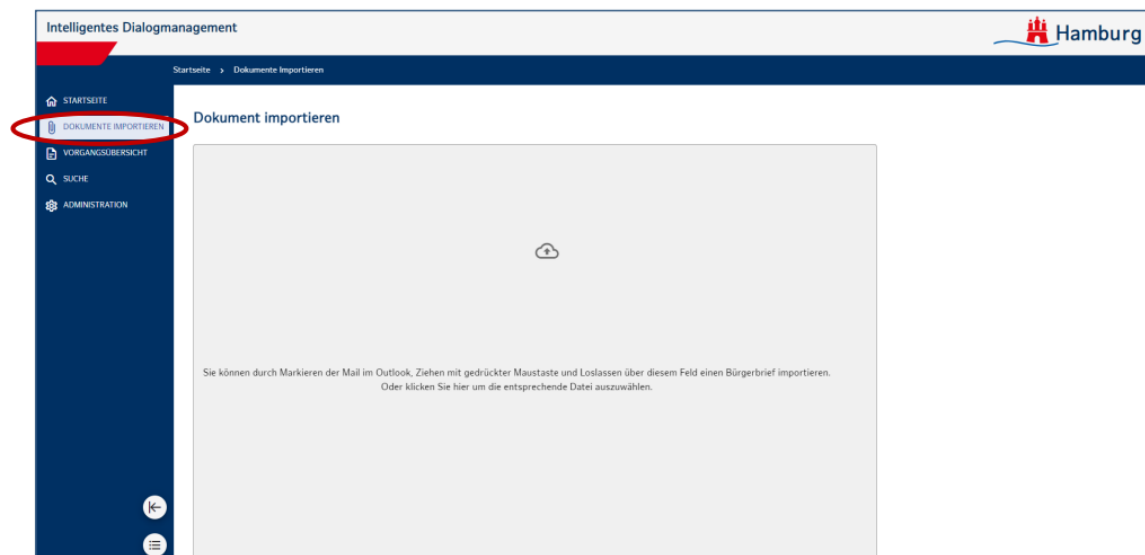 Intelligentes Dialogmanagement
Hamburg
Startseite > Dokumente Importieren
STARTSEITE
DOKUMENTE IMPORTIEREN
VORGANGSÜBERSICHT
SUCHE
ADMINISTRATION
Dokument importieren
Sie können durch Markieren der Mail im Outlook, Ziehen mit gedrückter Maustaste und Loslassen über diesem Feld einen Bürgerbrief importieren.
Oder klicken Sie hier um die entsprechende Datei auszuwählen.